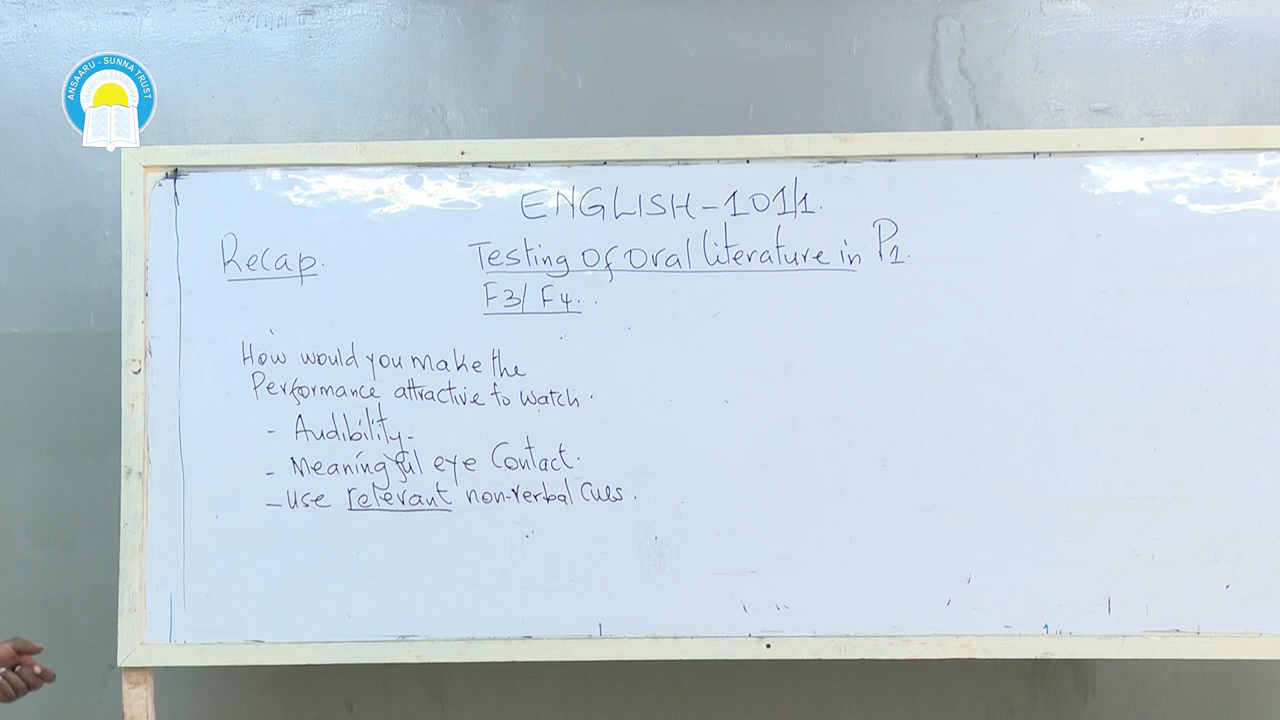 ANSAARU - SUNNA TRUST
ENGLISH - 101/1.
Recap.
Testing Of Oral literature in P1.
F3/ F4..
How would you make the
Performance attractive to watch.
- Audibility-
- Meaningful eye Contact.
- Use relevant non-verbal Cues.